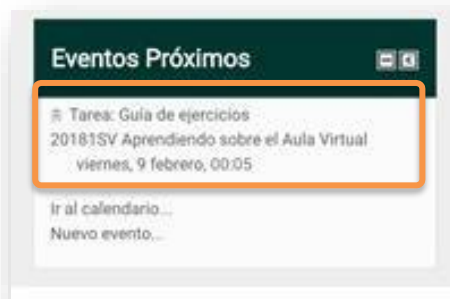 Eventos Próximos
Tarea: Guía de ejercicios
20181SV Aprendiendo sobre el Aula Virtual
viernes, 9 febrero, 00:05
Ir al calendario...
Nuevo evento...